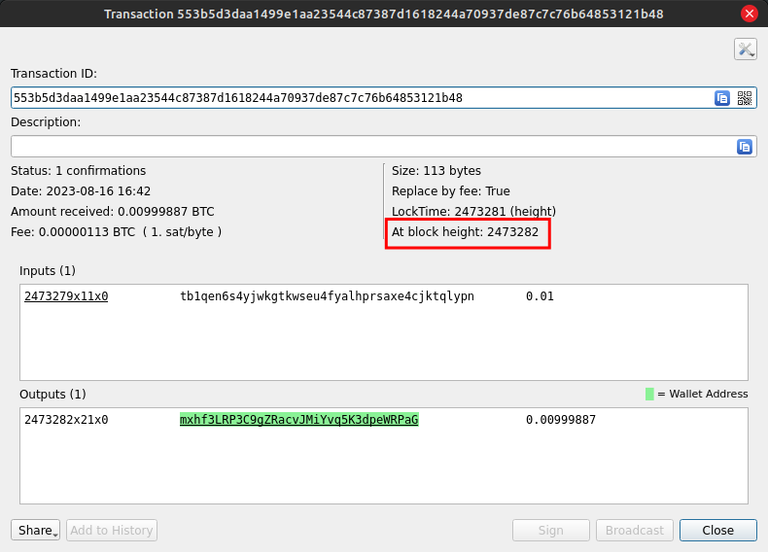 Transaction 553b5d3daa1499e1aa23544c87387d1618244a70937de87c7c76b64853121b48
Transaction ID:
553b5d3daa1499e1aa23544c87387d1618244a70937de87c7c76b64853121b48
Description:
Status: 1 confirmations
Date: 2023-08-16 16:42
Amount received: 0.00999887 BTC
Fee: 0.00000113 BTC ( 1. sat/byte )
Size: 113 bytes
Replace by fee: True
LockTime: 2473281 (height)
At block height: 2473282
Inputs (1)
2473279x11x0 tb1qen6s4yjwkgtkwseu4fyalhprsaxe4cjktqlypn 0.01
Outputs (1)
= Wallet Address
2473282x21x0 mxhf3LRP3C9gZRacvJMiYvq5K3dpeWRPaG 0.00999887
Share
Add to History
Sign
Broadcast
Close